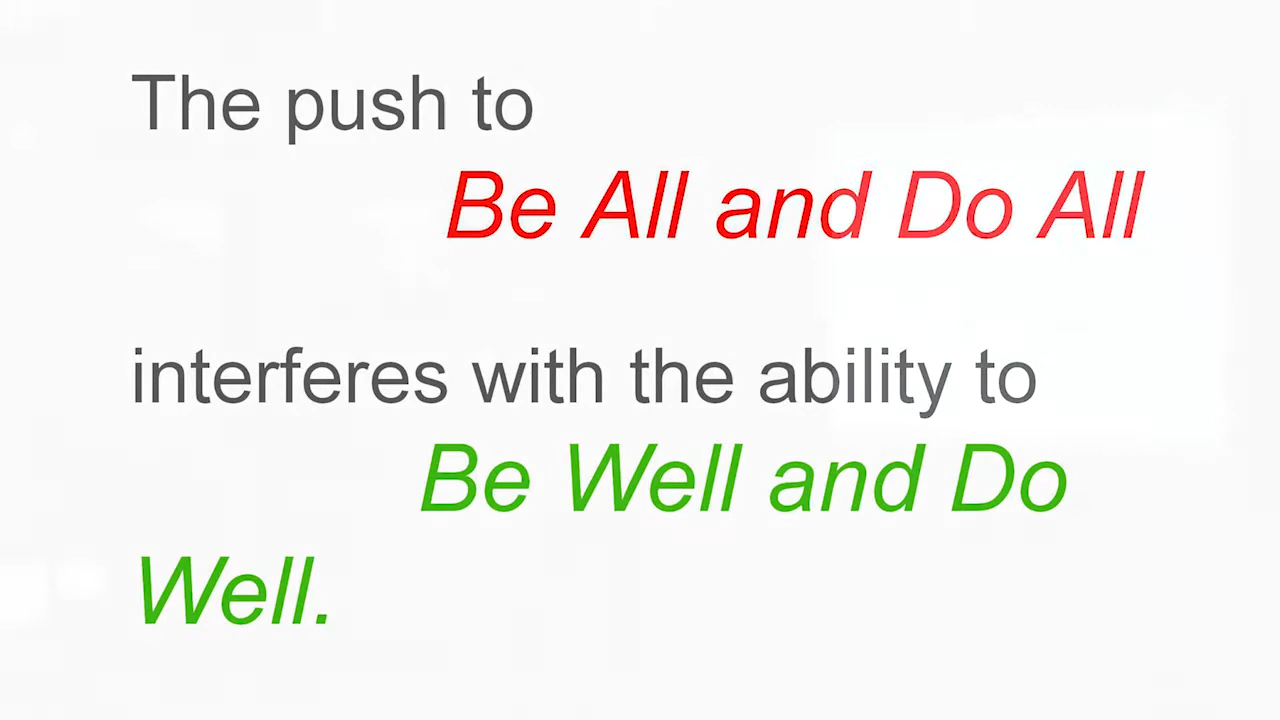 The push to
Be All and Do All
interferes with the ability to
Be Well and Do
Well.